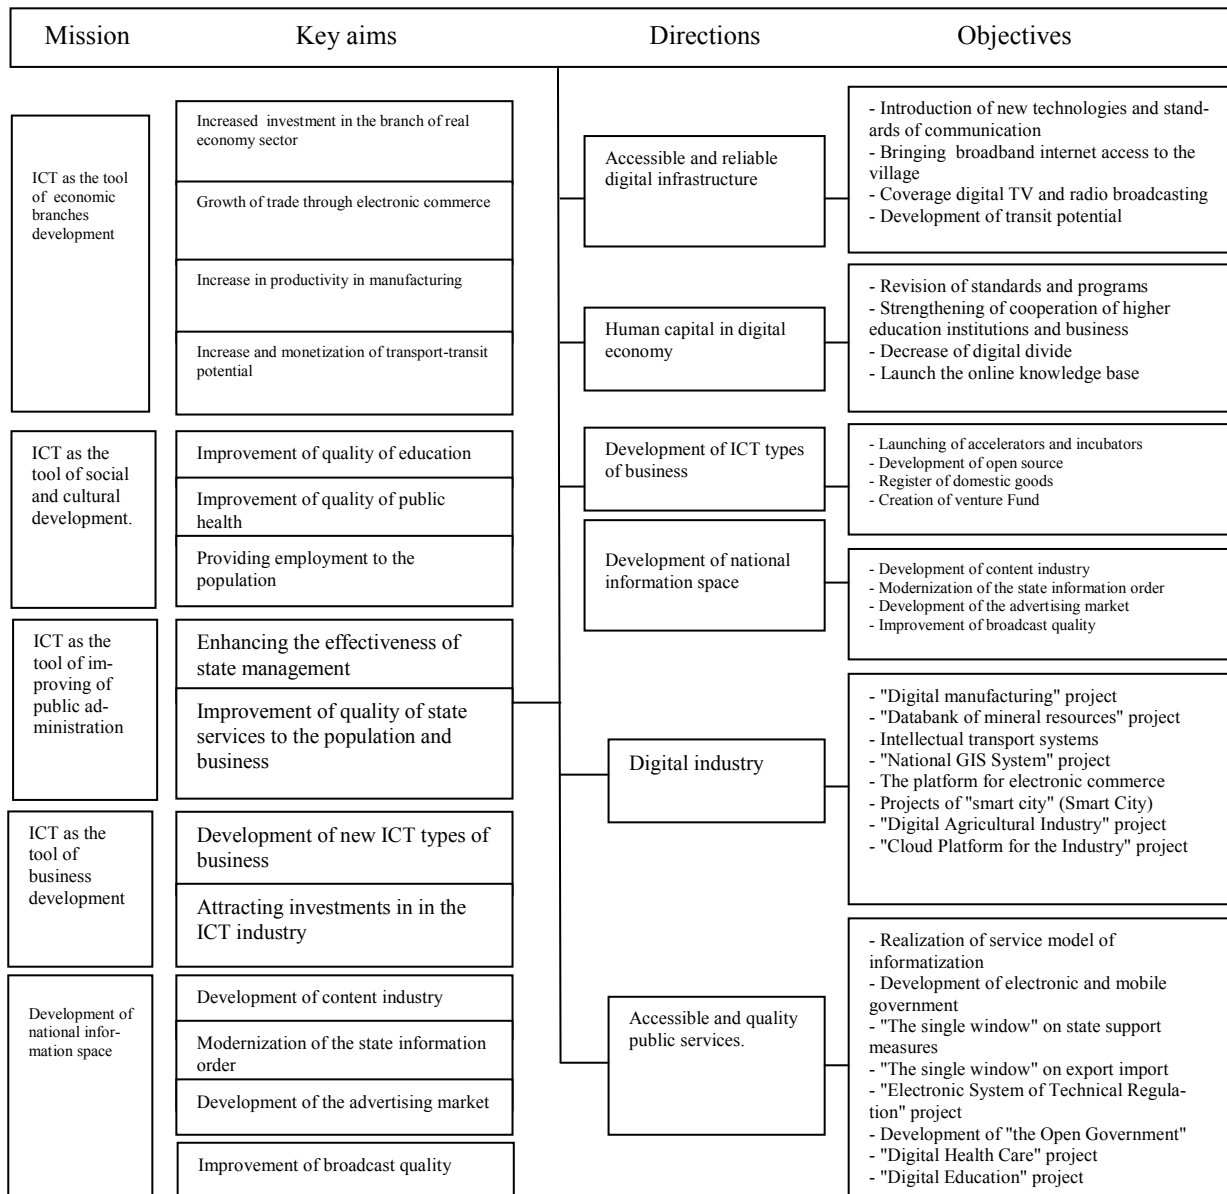 Mission Key aims Directions Objectives
ICT as the tool
of economic
branches
development
Increased investment in the branch of real
economy sector
Growth of trade through electronic commerce
Increase in productivity in manufacturing
Increase and monetization of transport-transit
potential
ICT as the
tool of social
and cultural
development.
Improvement of quality of education
Improvement of quality of public
health
Providing employment to the
population
ICT as the
tool of im-
proving of
public ad-
ministration
Enhancing the effectiveness of
state management
Improvement of quality of state
services to the population and
business
ICT as the
tool of
business
development
Development of new ICT types of
business
Attracting investments in in the
ICT industry
Development of
national infor-
mation space
Development of content industry
Modernization of the state information
order
Development of the advertising market
Improvement of broadcast quality
Accessible and reliable
digital infrastructure
- Introduction of new technologies and stand-
ards of communication
- Bringing broadband internet access to the
village
- Coverage digital TV and radio broadcasting
- Development of transit potential
Human capital in digital
economy
- Revision of standards and programs
- Strengthening of cooperation of higher
education institutions and business
- Decrease of digital divide
- Launch the online knowledge base
Development of ICT types
of business
- Launching of accelerators and incubators
- Development of open source
- Register of domestic goods
- Creation of venture Fund
Development of national
information space
- Development of content industry
- Modernization of the state information order
- Development of the advertising market
- Improvement of broadcast quality
Digital industry
- "Digital manufacturing" project
- "Databank of mineral resources" project
- Intellectual transport systems
- "National GIS System" project
- The platform for electronic commerce
- Projects of "smart city" (Smart City)
- "Digital Agricultural Industry" project
- "Cloud Platform for the Industry" project
Accessible and quality
public services.
- Realization of service model of
informatization
- Development of electronic and mobile
government
- "The single window" on state support
measures
- "The single window" on export import
- "Electronic System of Technical Regula-
tion" project
- Development of "the Open Government"
- "Digital Health Care" project
- "Digital Education" project